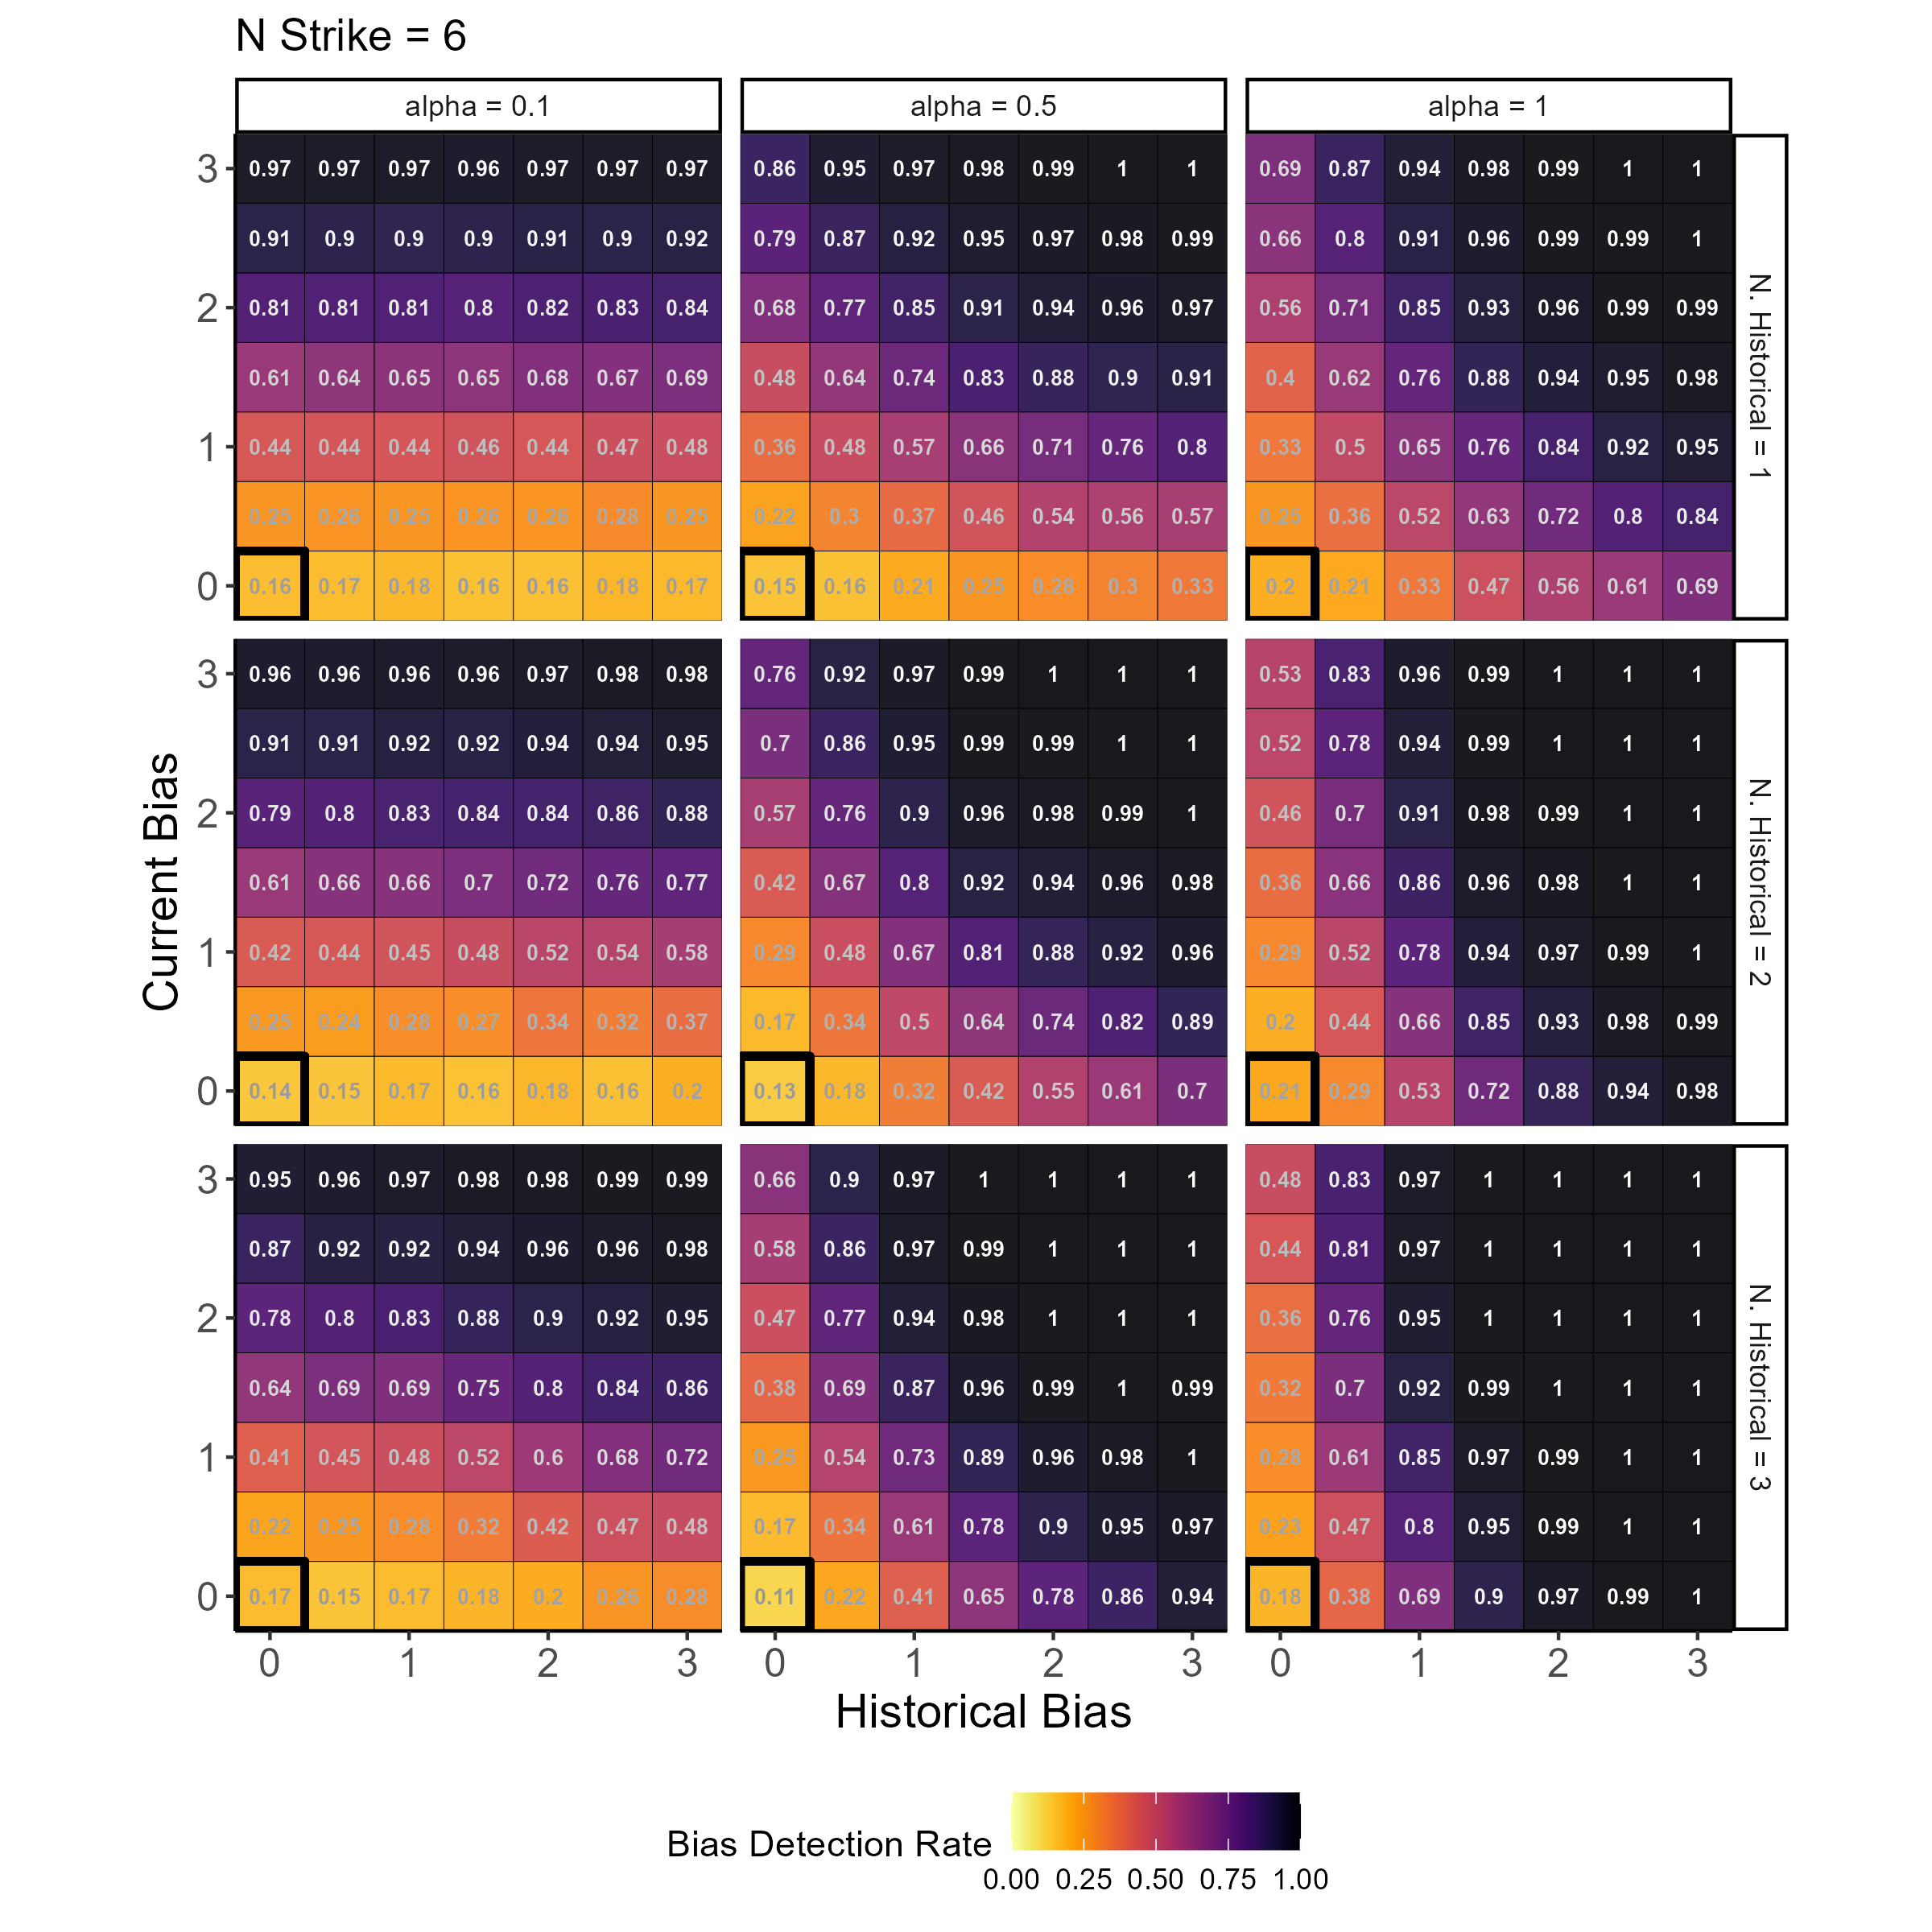 N Strike = 6
alpha = 0.1 alpha = 0.5 alpha = 1
3 0.97 0.97 0.97 0.96 0.97 0.97 0.97 0.86 0.95 0.97 0.98 0.99 1 1 0.69 0.87 0.94 0.98 0.99 1 1
0.91 0.9 0.9 0.9 0.91 0.9 0.92 0.79 0.87 0.92 0.95 0.97 0.98 0.99 0.66 0.8 0.91 0.96 0.99 0.99 1
2 0.81 0.81 0.81 0.8 0.82 0.83 0.84 0.68 0.77 0.85 0.91 0.94 0.96 0.97 0.56 0.71 0.85 0.93 0.96 0.99 0.99
0.61 0.64 0.65 0.65 0.68 0.67 0.69 0.48 0.64 0.74 0.83 0.88 0.9 0.91 0.4 0.62 0.76 0.88 0.94 0.95 0.98
1 0.44 0.44 0.44 0.46 0.44 0.47 0.48 0.36 0.48 0.57 0.66 0.71 0.76 0.8 0.33 0.5 0.65 0.76 0.84 0.92 0.95
0.25 0.26 0.25 0.26 0.26 0.28 0.25 0.22 0.3 0.37 0.46 0.54 0.56 0.57 0.25 0.36 0.52 0.63 0.72 0.8 0.84
0 0.16 0.17 0.18 0.16 0.16 0.18 0.17 0.15 0.16 0.21 0.25 0.28 0.3 0.33 0.2 0.21 0.33 0.47 0.56 0.61 0.69
N. Historical = 1
3 0.96 0.96 0.96 0.96 0.97 0.98 0.98 0.76 0.92 0.97 0.99 1 1 1 0.53 0.83 0.96 0.99 1 1 1
0.91 0.91 0.92 0.92 0.94 0.94 0.95 0.7 0.86 0.95 0.99 0.99 1 1 0.52 0.78 0.94 0.99 1 1 1
2 0.79 0.8 0.83 0.84 0.84 0.86 0.88 0.57 0.76 0.9 0.96 0.98 0.99 1 0.46 0.7 0.91 0.98 0.99 1 1
0.61 0.66 0.66 0.7 0.72 0.76 0.77 0.42 0.67 0.8 0.92 0.94 0.96 0.98 0.36 0.66 0.86 0.96 0.98 1 1
1 0.42 0.44 0.45 0.48 0.52 0.54 0.58 0.29 0.48 0.67 0.81 0.88 0.92 0.96 0.29 0.52 0.78 0.94 0.97 0.99 1
0.25 0.24 0.28 0.27 0.34 0.32 0.37 0.17 0.34 0.5 0.64 0.74 0.82 0.89 0.2 0.44 0.66 0.85 0.93 0.98 0.99
0 0.14 0.15 0.17 0.16 0.18 0.16 0.2 0.13 0.18 0.32 0.42 0.55 0.61 0.7 0.21 0.29 0.53 0.72 0.88 0.94 0.98
N. Historical = 2
Current Bias
3 0.95 0.96 0.97 0.98 0.98 0.99 0.99 0.66 0.9 0.97 1 1 1 1 0.48 0.83 0.97 1 1 1 1
0.87 0.92 0.92 0.94 0.96 0.96 0.98 0.58 0.86 0.97 0.99 1 1 1 0.44 0.81 0.97 1 1 1 1
2 0.78 0.8 0.83 0.88 0.9 0.92 0.95 0.47 0.77 0.94 0.98 1 1 1 0.36 0.76 0.95 1 1 1 1
0.64 0.69 0.69 0.75 0.8 0.84 0.86 0.38 0.69 0.87 0.96 0.99 1 0.99 0.32 0.7 0.92 0.99 1 1 1
1 0.41 0.45 0.48 0.52 0.6 0.68 0.72 0.25 0.54 0.73 0.89 0.96 0.98 1 0.28 0.61 0.85 0.97 0.99 1 1
0.22 0.25 0.28 0.32 0.42 0.47 0.48 0.17 0.34 0.61 0.78 0.9 0.95 0.97 0.23 0.47 0.8 0.95 0.99 1 1
0 0.17 0.15 0.17 0.18 0.2 0.26 0.28 0.11 0.22 0.41 0.65 0.78 0.86 0.94 0.18 0.38 0.69 0.9 0.97 0.99 1
N. Historical = 3
0 1 2 3 0 1 2 3 0 1 2 3
Historical Bias
Bias Detection Rate
0.00 0.25 0.50 0.75 1.00